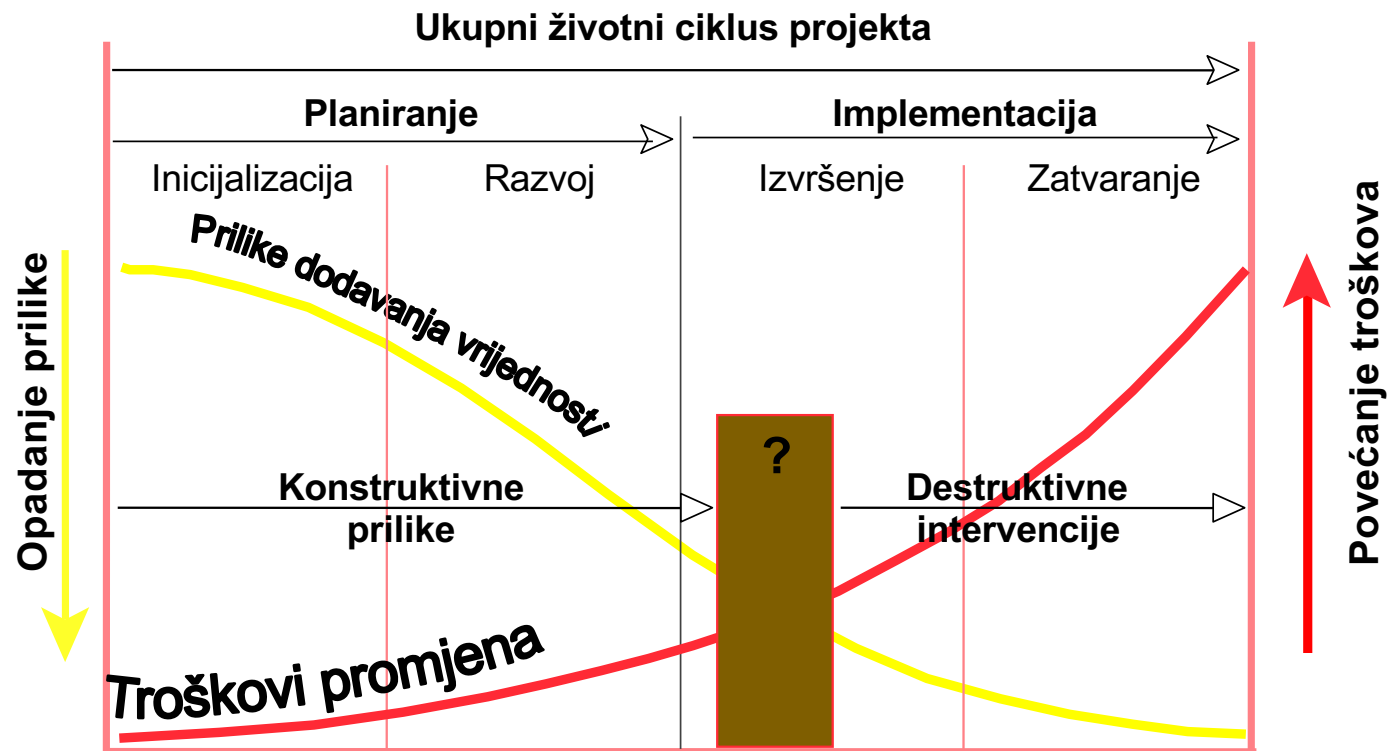 Ukupni životni ciklus projekta
Planiranje
Implementacija
Inicijalizacija
Razvoj
Izvršenje
Zatvaranje
Opadanje prilike
Prilike dodavanja vrijednosti
Povećanje troškova
?
Konstruktivne
prilike
Destruktivne
intervencije
Troškovi promjena